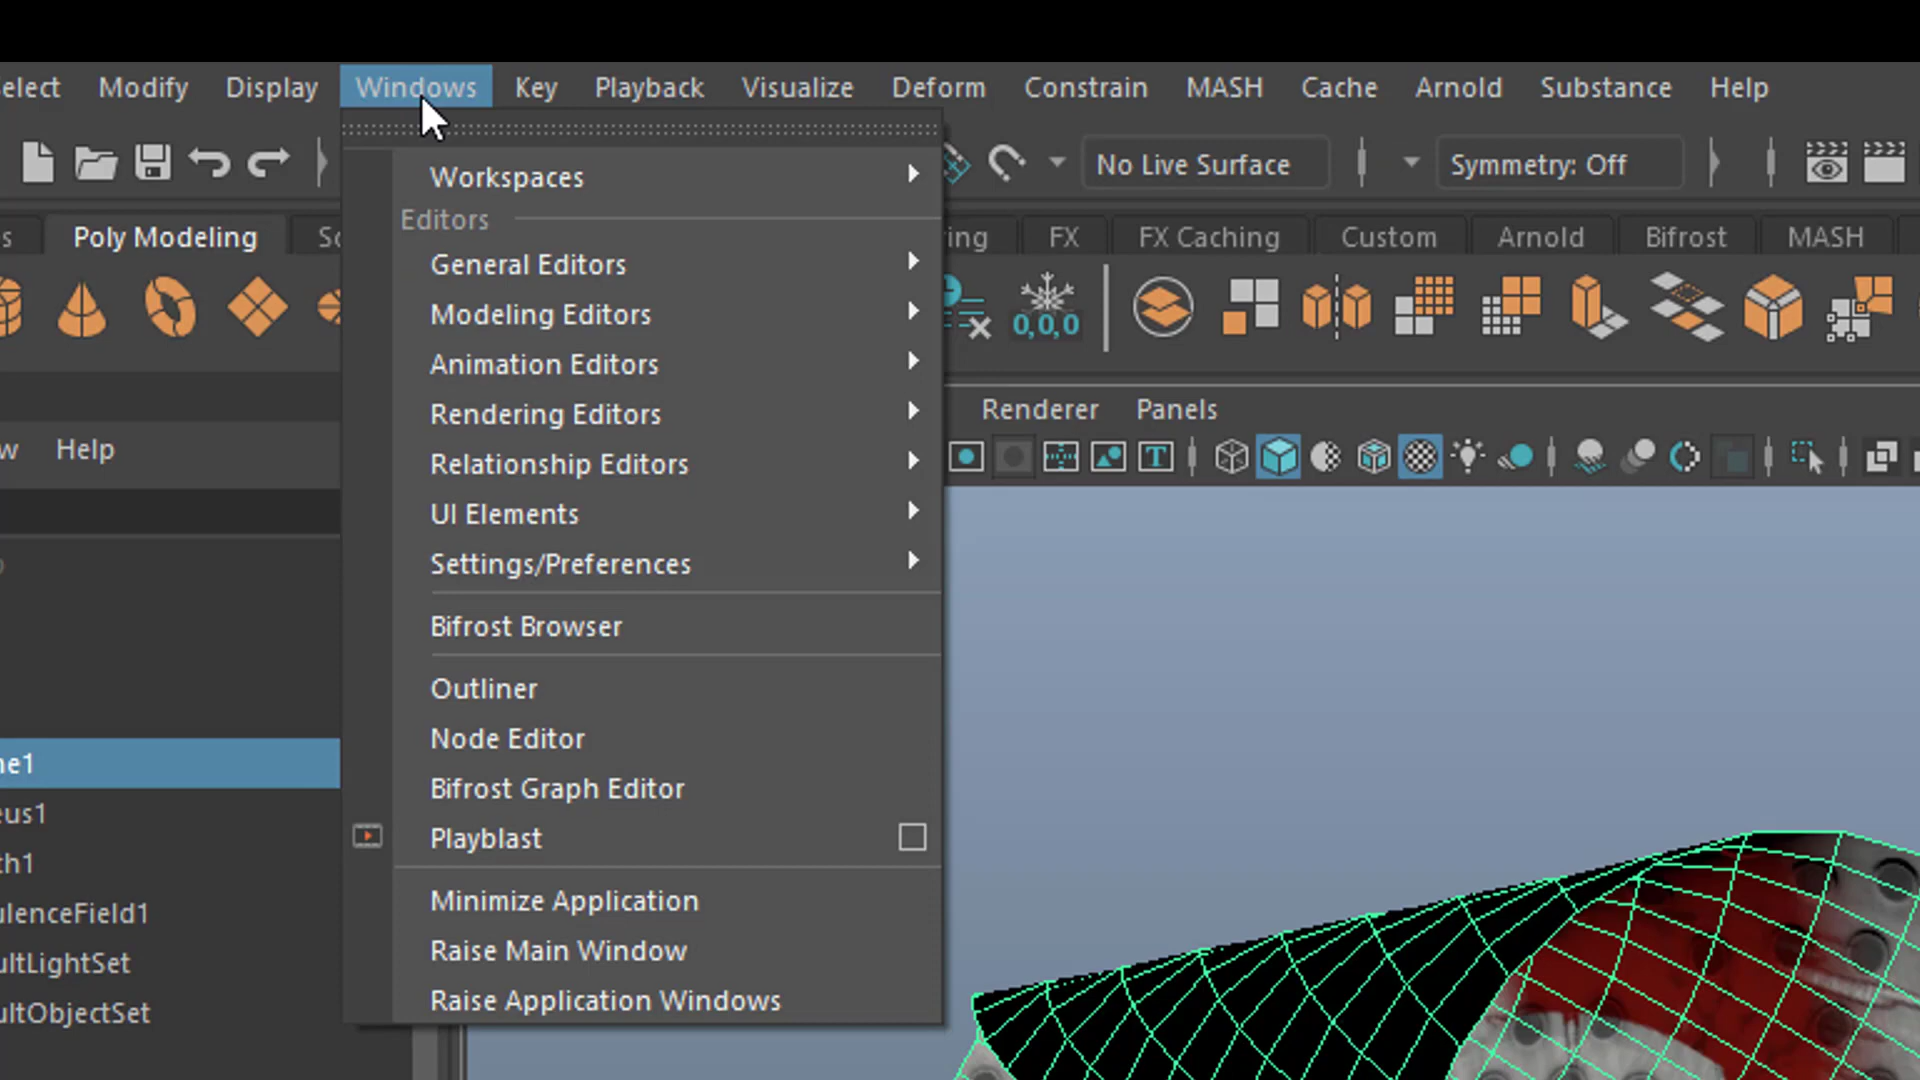 elect Modify Display Windows Key Playback Visualize Deform Constrain MASH Cache Arnold Substance Help
No Live Surface Symmetry: Off
s Poly Modeling Sc ing FX FX Caching Custom Arnold Bifrost MASH
0,0,0
Renderer Panels
w Help
T
Workspaces
Editors
General Editors
Modeling Editors
Animation Editors
Rendering Editors
Relationship Editors
UI Elements
Settings/Preferences
Bifrost Browser
Outliner
Node Editor
Bifrost Graph Editor
Playblast
Minimize Application
Raise Main Window
Raise Application Windows
ne1
eus1
th1
ulenceField1
ultLightSet
ultObjectSet